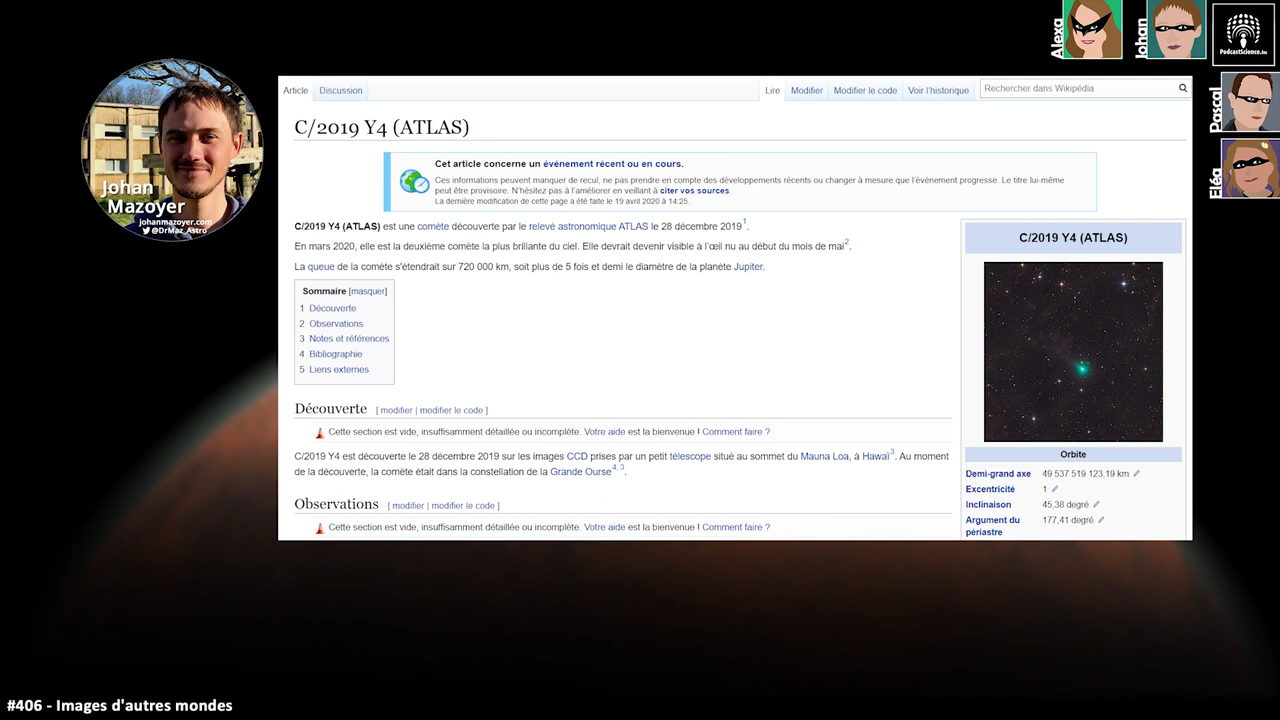 Alexa
Johan
PodcastScience.fm
Pascal
Eléa
Johan
Mazoyer
johanmazoyer.com
@DrMaz_Astro
Article Discussion Lire Modifier Modifier le code Voir l'historique Rechercher dans Wikipédia
C/2019 Y4 (ATLAS)
Cet article concerne un événement récent ou en cours.
Ces informations peuvent manquer de recul, ne pas prendre en compte des développements récents ou changer à mesure que l'événement progresse. Le titre lui-même
peut être provisoire. N'hésitez pas à l'améliorer en veillant à citer vos sources.
La dernière modification de cette page a été faite le 19 avril 2020 à 14:25.
C/2019 Y4 (ATLAS) est une comète découverte par le relevé astronomique ATLAS le 28 décembre 2019¹.
En mars 2020, elle est la deuxième comète la plus brillante du ciel. Elle devrait devenir visible à l'œil nu au début du mois de mai².
La queue de la comète s'étendrait sur 720 000 km, soit plus de 5 fois et demi le diamètre de la planète Jupiter.
Sommaire [masquer]
1 Découverte
2 Observations
3 Notes et références
4 Bibliographie
5 Liens externes
Découverte [ modifier | modifier le code ]
Cette section est vide, insuffisamment détaillée ou incomplète. Votre aide est la bienvenue ! Comment faire ?
C/2019 Y4 est découverte le 28 décembre 2019 sur les images CCD prises par un petit télescope situé au sommet du Mauna Loa, à Hawaï³. Au moment
de la découverte, la comète était dans la constellation de la Grande Ourse⁴,³.
Observations [ modifier | modifier le code ]
Cette section est vide, insuffisamment détaillée ou incomplète. Votre aide est la bienvenue ! Comment faire ?
C/2019 Y4 (ATLAS)
Orbite
Demi-grand axe 49 537 519 123,19 km
Excentricité 1
Inclinaison 45,38 degré
Argument du 177,41 degré
périastre
#406 - Images d'autres mondes